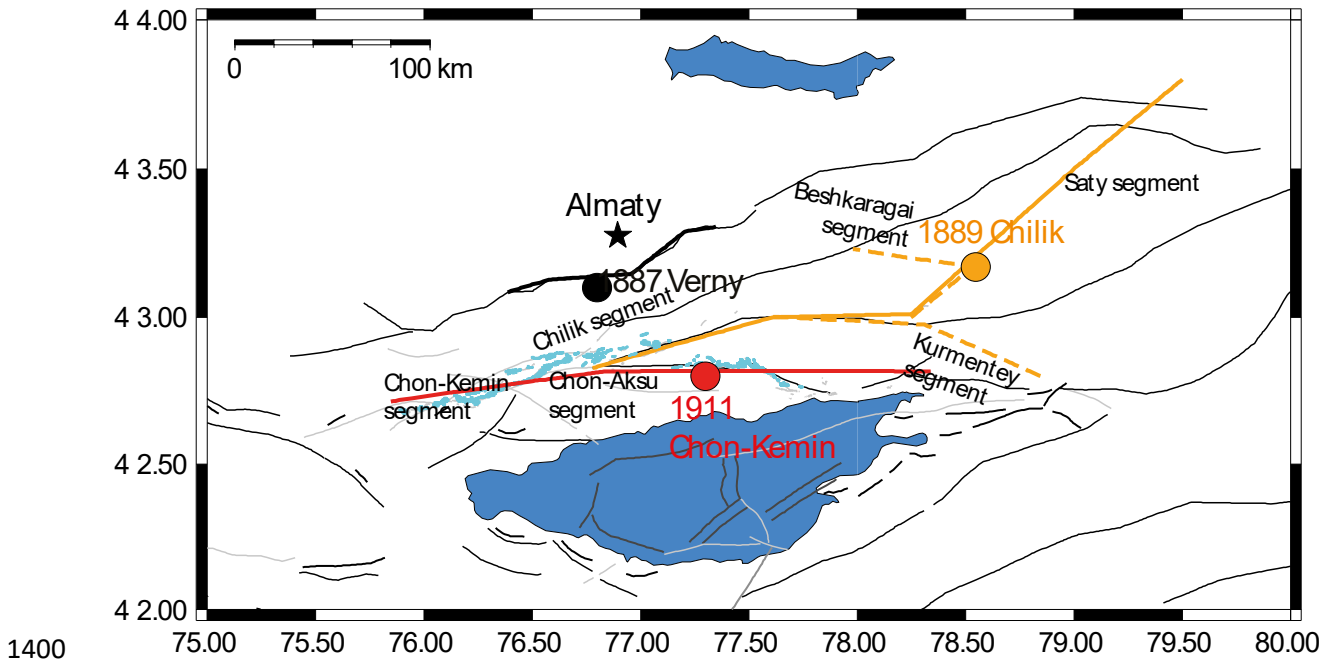 4 4.00
0 100 km
4 3.50
Saty segment
Beshkaragai
segment
Almaty
1889 Chilik
1887 Verny
4 3.00
Chilik segment
Kurmentey
segment
Chon-Kemin
segment
Chon-Aksu
segment
1911
Chon-Kemin
4 2.50
4 2.00
75.00 75.50 76.00 76.50 77.00 77.50 78.00 78.50 79.00 79.50 80.00
1400